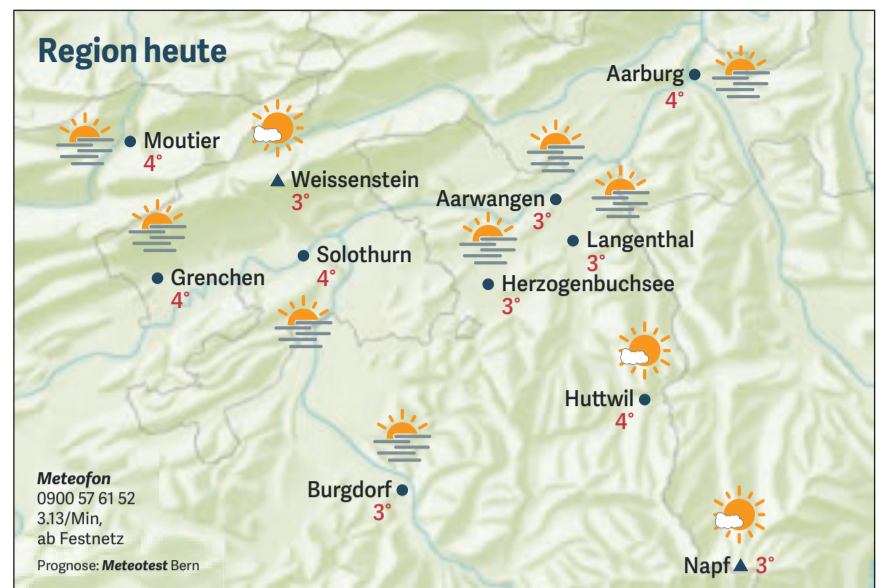 Region heute
Aarburg
4°
Moutier
4°
Weissenstein
3°
Aarwangen
3°
Langenthal
3°
Solothurn
4°
Grenchen
4°
Herzogenbuchsee
3°
Huttwil
4°
Burgdorf
3°
Napf 3°
Meteofon
0900 57 61 52
3.13/Min,
ab Festnetz
Prognose: Meteotest Bern